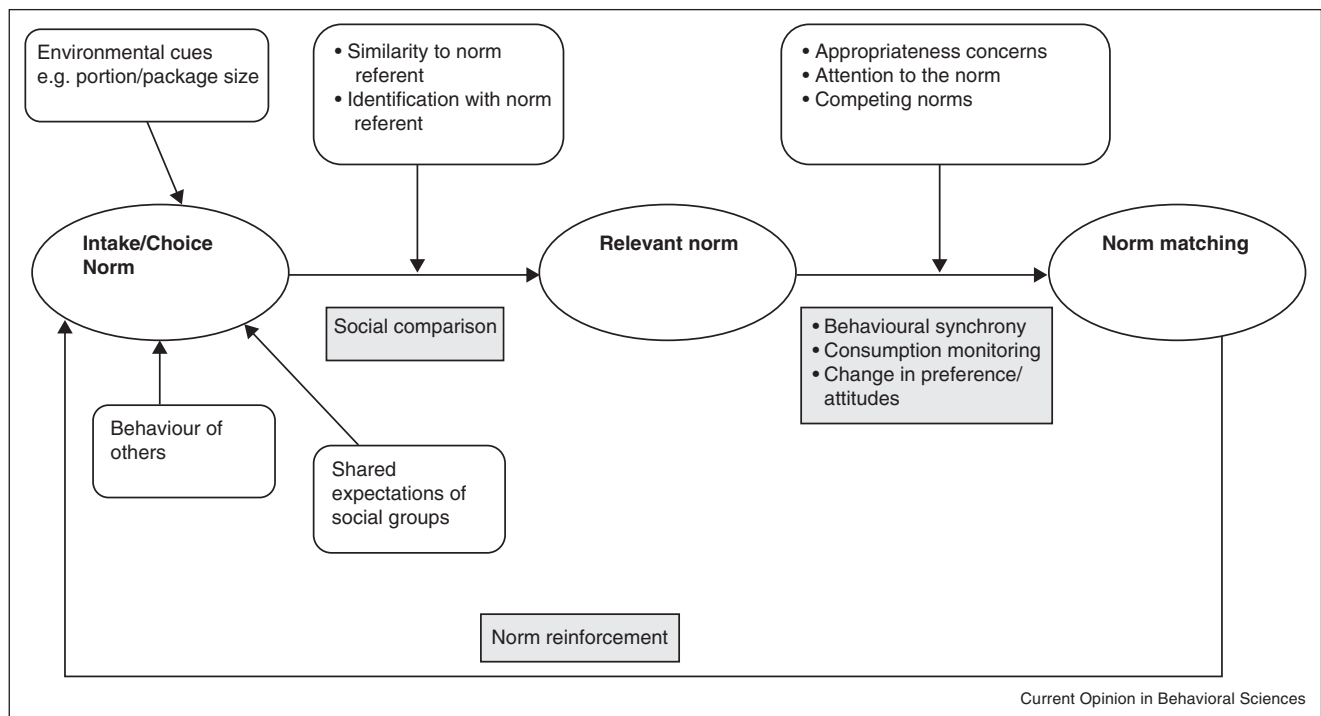 Environmental cues
e.g. portion/package size
• Similarity to norm
referent
• Identification with norm
referent
• Appropriateness concerns
• Attention to the norm
• Competing norms
Intake/Choice
Norm
Relevant norm
Norm matching
Social comparison
• Behavioural synchrony
• Consumption monitoring
• Change in preference/
attitudes
Behaviour of
others
Shared
expectations of
social groups
Norm reinforcement
Current Opinion in Behavioral Sciences